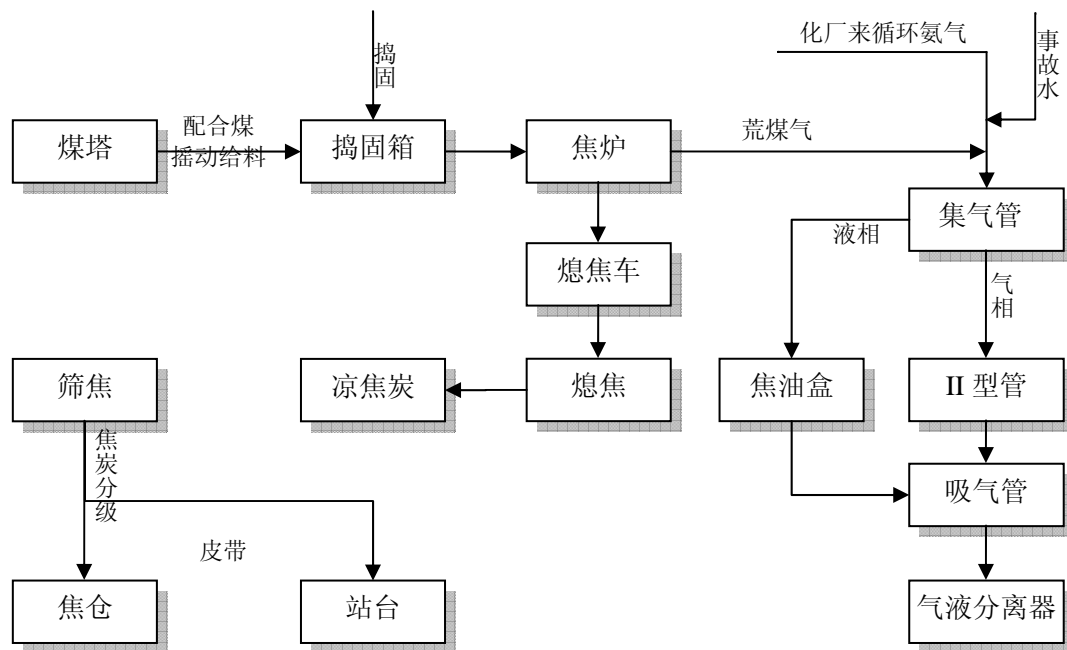 化厂来循环氨气
事故水
捣固
煤塔
配合煤
摇动给料
捣固箱
焦炉
荒煤气
集气管
液相
气相
熄焦车
筛焦
凉焦炭
熄焦
焦油盒
II 型管
焦炭分级
吸气管
皮带
焦仓
站台
气液分离器